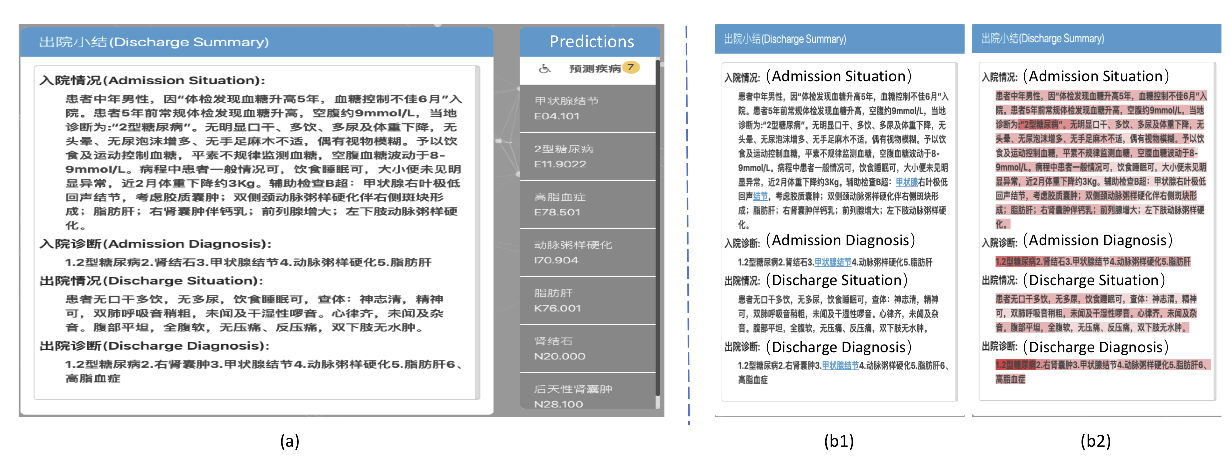 出院小结(Discharge Summary)
入院情况(Admission Situation):
患者中年男性，因“体检发现血糖升高5年，血糖控制不佳6月”入
院。患者5年前常规体检发现血糖升高，空腹约9mmol/L，当地
诊断为:“2型糖尿病”。无明显口干、多饮、多尿及体重下降，无
头晕、无尿泡沫增多、无手足麻木不适，偶有视物模糊。予以饮
食及运动控制血糖，平素不规律监测血糖，空腹血糖波动于8-
9mmol/L。病程中患者一般情况可，饮食睡眠可，大小便未见明
显异常，近2月体重下降约3Kg。辅助检查B超：甲状腺右叶极低
回声结节，考虑胶质囊肿；双侧颈动脉粥样硬化伴右侧斑块形
成；脂肪肝；右肾囊肿伴钙乳；前列腺增大；左下肢动脉粥样硬
化。
入院诊断(Admission Diagnosis):
1.2型糖尿病2.肾结石3.甲状腺结节4.动脉粥样硬化5.脂肪肝
出院情况(Discharge Situation):
患者无口干多饮，无多尿，饮食睡眠可，查体：神志清，精神
可，双肺呼吸音稍粗，未闻及干湿性啰音。心律齐，未闻及杂
音。腹部平坦，全腹软，无压痛、反压痛，双下肢无水肿。
出院诊断(Discharge Diagnosis):
1.2型糖尿病2.右肾囊肿3.甲状腺结节4.动脉粥样硬化5.脂肪肝6、
高脂血症
Predictions
预测疾病 7
甲状腺结节
E04.101
2型糖尿病
E11.9022
高脂血症
E78.501
动脉粥样硬化
I70.904
脂肪肝
K76.001
肾结石
N20.000
后天性肾囊肿
N28.100
(a)
出院小结(Discharge Summary)
入院情况:（Admission Situation）
患者中年男性，因“体检发现血糖升高5年，血糖控制不佳6月”入
院。患者5年前常规体检发现血糖升高，空腹约9mmol/L，当地
诊断为:“2型糖尿病”。无明显口干、多饮、多尿及体重下降，无
头晕、无尿泡沫增多、无手足麻木不适，偶有视物模糊。予以饮
食及运动控制血糖，平素不规律监测血糖，空腹血糖波动于8-
9mmol/L。病程中患者一般情况可，饮食睡眠可，大小便未见明
显异常，近2月体重下降约3Kg。辅助检查B超：甲状腺右叶极低
回声结节，考虑胶质囊肿；双侧颈动脉粥样硬化伴右侧斑块形
成；脂肪肝；右肾囊肿伴钙乳；前列腺增大；左下肢动脉粥样硬
化。
入院诊断:（Admission Diagnosis）
1.2型糖尿病2.肾结石3.甲状腺结节4.动脉粥样硬化5.脂肪肝
出院情况:（Discharge Situation）
患者无口干多饮，无多尿，饮食睡眠可，查体：神志清，精神
可，双肺呼吸音稍粗，未闻及干湿性啰音。心律齐，未闻及杂
音。腹部平坦，全腹软，无压痛、反压痛，双下肢无水肿。
出院诊断:（Discharge Diagnosis）
1.2型糖尿病2.右肾囊肿3.甲状腺结节4.动脉粥样硬化5.脂肪肝6、
高脂血症
(b1)
出院小结(Discharge Summary)
入院情况:（Admission Situation）
患者中年男性，因“体检发现血糖升高5年，血糖控制不佳6月”入
院。患者5年前常规体检发现血糖升高，空腹约9mmol/L，当地
诊断为:“2型糖尿病”。无明显口干、多饮、多尿及体重下降，无
头晕、无尿泡沫增多、无手足麻木不适，偶有视物模糊。予以饮
食及运动控制血糖，平素不规律监测血糖，空腹血糖波动于8-
9mmol/L。病程中患者一般情况可，饮食睡眠可，大小便未见明
显异常，近2月体重下降约3Kg。辅助检查B超：甲状腺右叶极低
回声结节，考虑胶质囊肿；双侧颈动脉粥样硬化伴右侧斑块形
成；脂肪肝；右肾囊肿伴钙乳；前列腺增大；左下肢动脉粥样硬
化。
入院诊断:（Admission Diagnosis）
1.2型糖尿病2.肾结石3.甲状腺结节4.动脉粥样硬化5.脂肪肝
出院情况:（Discharge Situation）
患者无口干多饮，无多尿，饮食睡眠可，查体：神志清，精神
可，双肺呼吸音稍粗，未闻及干湿性啰音。心律齐，未闻及杂
音。腹部平坦，全腹软，无压痛、反压痛，双下肢无水肿。
出院诊断:（Discharge Diagnosis）
1.2型糖尿病2.右肾囊肿3.甲状腺结节4.动脉粥样硬化5.脂肪肝6、
高脂血症
(b2)